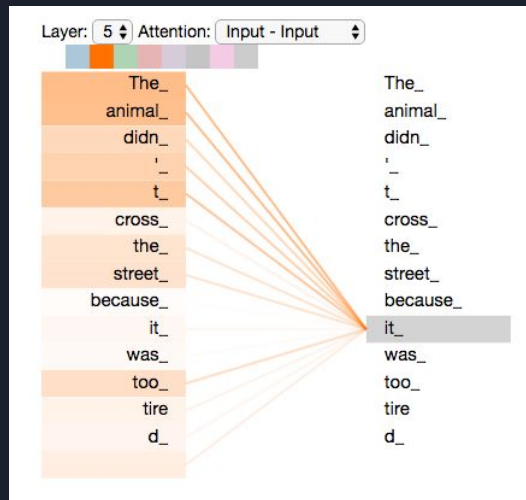 Layer: 5 Attention: Input - Input
The_ The_
animal_ animal_
didn_ didn_
'_ '_
t_ t_
cross_ cross_
the_ the_
street_ street_
because_ because_
it_ it_
was_ was_
too_ too_
tire tire
d_ d_